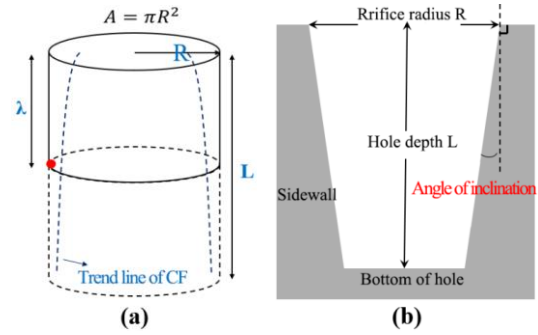 A = πR²
R
λ
L
Trend line of CF
(a)
Rrifice radius R
Hole depth L
Angle of inclination
Sidewall
Bottom of hole
(b)